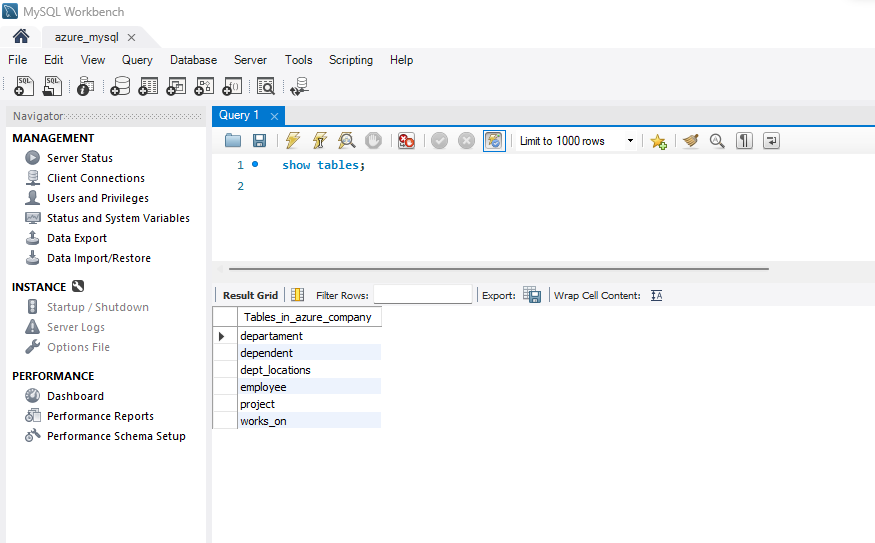 MySQL Workbench
azure_mysql
File Edit View Query Database Server Tools Scripting Help
SQL SQL
Navigator
MANAGEMENT
Server Status
Client Connections
Users and Privileges
Status and System Variables
Data Export
Data Import/Restore
INSTANCE
Startup / Shutdown
Server Logs
Options File
PERFORMANCE
Dashboard
Performance Reports
Performance Schema Setup
Query 1
Limit to 1000 rows
1 show tables;
2
Result Grid Filter Rows: Export: Wrap Cell Content:
Tables_in_azure_company
departament
dependent
dept_locations
employee
project
works_on